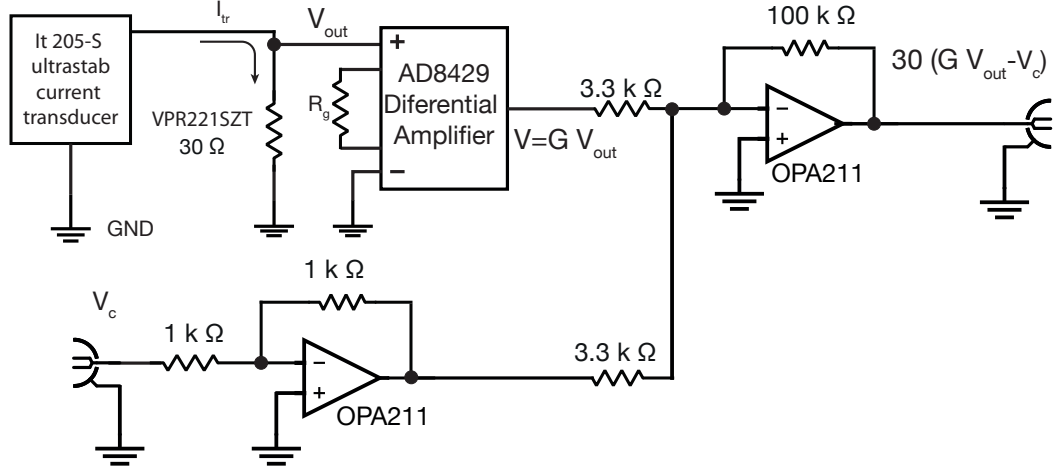 It 205-S
ultrastab
current
transducer
I tr
V out
VPR221SZT
30 Ω
GND
+
R g
−
AD8429
Diferential
Amplifier
3.3 k Ω
V=G V out
100 k Ω
−
+
OPA211
30 (G V out-V c)
V c
1 k Ω
1 k Ω
−
+
OPA211
3.3 k Ω